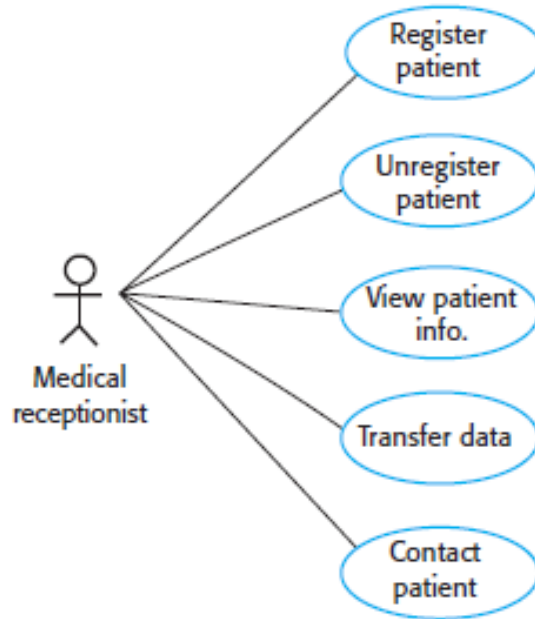 Register
patient
Unregister
patient
View patient
info.
Medical
receptionist
Transfer data
Contact
patient